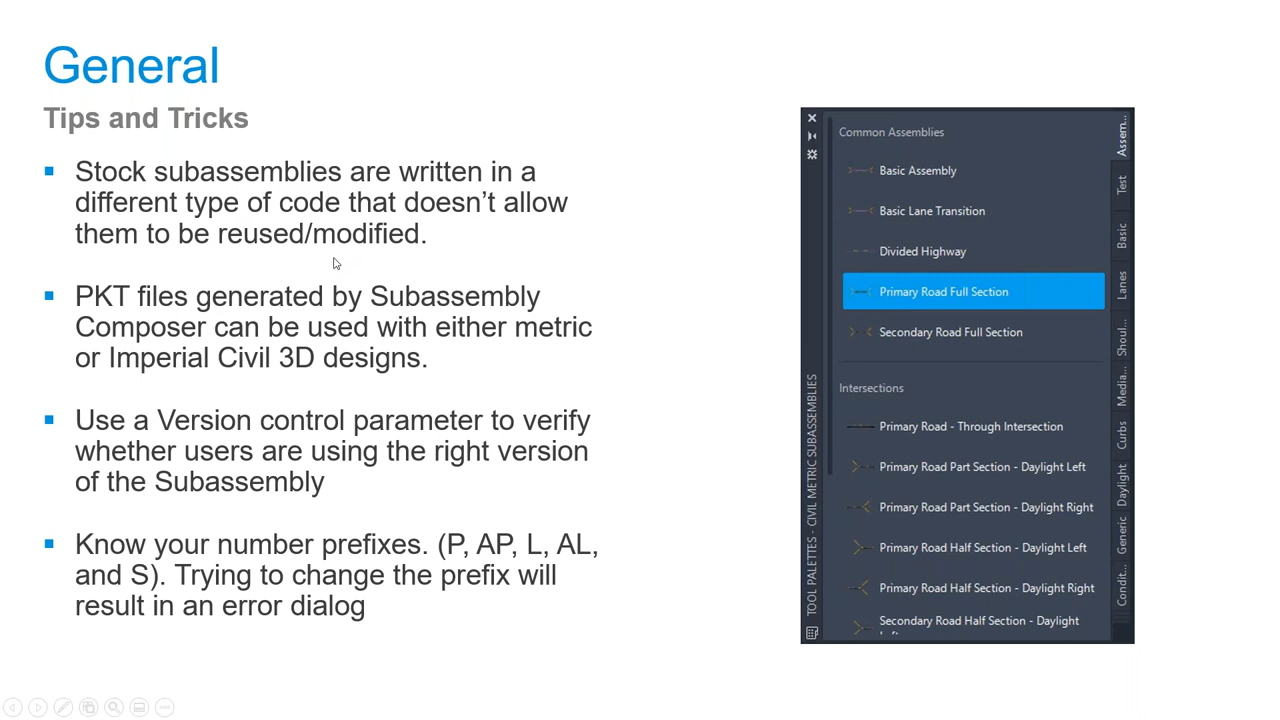 General
Tips and Tricks
Stock subassemblies are written in a
different type of code that doesn’t allow
them to be reused/modified.
PKT files generated by Subassembly
Composer can be used with either metric
or Imperial Civil 3D designs.
Use a Version control parameter to verify
whether users are using the right version
of the Subassembly
Know your number prefixes. (P, AP, L, AL,
and S). Trying to change the prefix will
result in an error dialog
Common Assemblies
Basic Assembly
Basic Lane Transition
Divided Highway
Primary Road Full Section
Secondary Road Full Section
Intersections
Primary Road - Through Intersection
Primary Road Part Section - Daylight Left
Primary Road Part Section - Daylight Right
Primary Road Half Section - Daylight Left
Primary Road Half Section - Daylight Right
Secondary Road Half Section - Daylight
TOOL PALETTES - CIVIL METRIC SUBASSEMBLIES
Assem...
Test
Basic
Lanes
Shoul...
Media...
Curbs
Daylight
Generic
Condit...